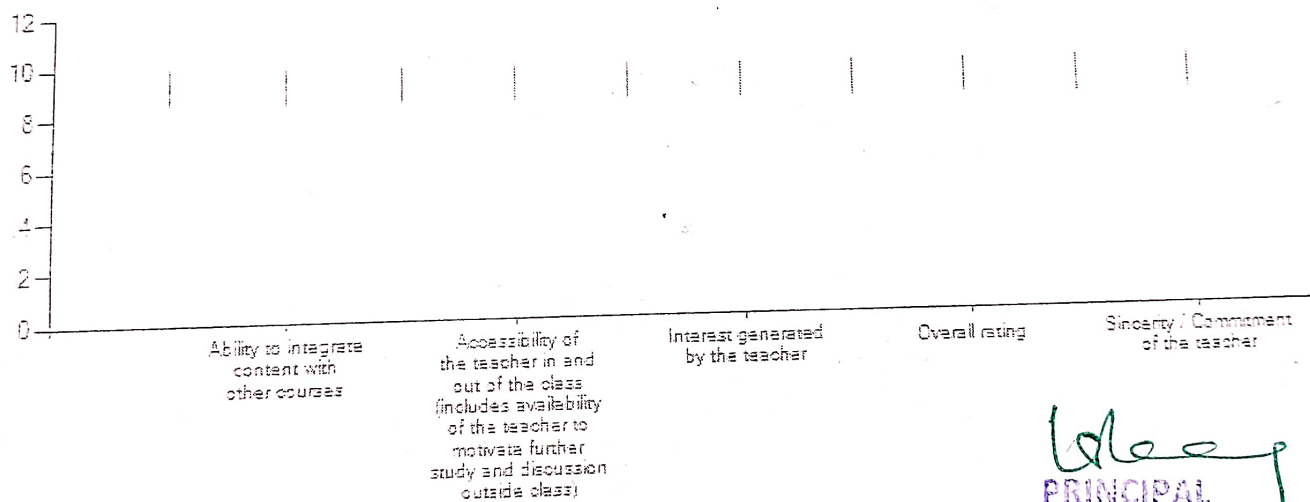 12
10
8
6
4
2
0
Ability to integrate
content with
other courses
Accessibility of
the teacher in and
out of the class
(includes availability
of the teacher to
motivate further
study and discussion
outside class)
Interest generated
by the teacher
Overall rating
Sincerity / Commitment
of the teacher
PRINCIPAL